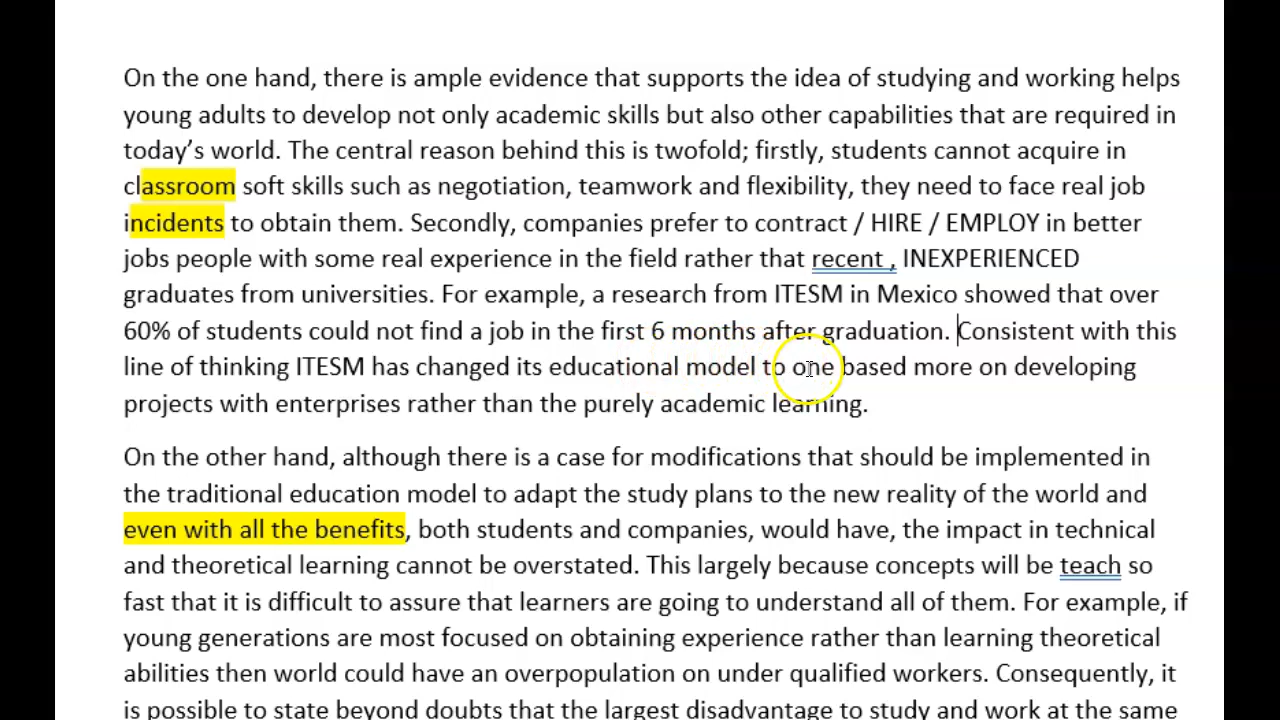 On the one hand, there is ample evidence that supports the idea of studying and working helps
young adults to develop not only academic skills but also other capabilities that are required in
today’s world. The central reason behind this is twofold; firstly, students cannot acquire in
classroom soft skills such as negotiation, teamwork and flexibility, they need to face real job
incidents to obtain them. Secondly, companies prefer to contract / HIRE / EMPLOY in better
jobs people with some real experience in the field rather that recent , INEXPERIENCED
graduates from universities. For example, a research from ITESM in Mexico showed that over
60% of students could not find a job in the first 6 months after graduation. Consistent with this
line of thinking ITESM has changed its educational model to one based more on developing
projects with enterprises rather than the purely academic learning.
On the other hand, although there is a case for modifications that should be implemented in
the traditional education model to adapt the study plans to the new reality of the world and
even with all the benefits, both students and companies, would have, the impact in technical
and theoretical learning cannot be overstated. This largely because concepts will be teach so
fast that it is difficult to assure that learners are going to understand all of them. For example, if
young generations are most focused on obtaining experience rather than learning theoretical
abilities then world could have an overpopulation on under qualified workers. Consequently, it
is possible to state beyond doubts that the largest disadvantage to study and work at the same